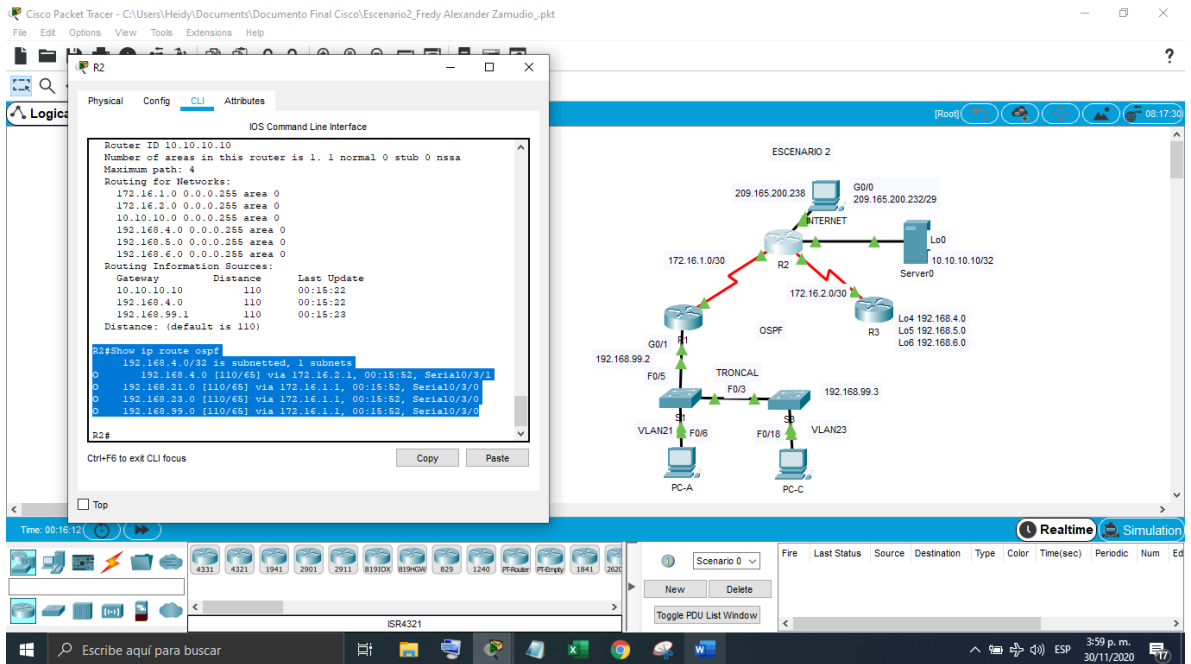 Cisco Packet Tracer - C:\Users\Heidy\Documents\Documento Final Cisco\Escenario2_Fredy Alexander Zamudio_.pkt
File Edit Options View Tools Extensions Help
?
R2
Physical Config CLI Attributes
IOS Command Line Interface
Router ID 10.10.10.10
Number of areas in this router is 1. 1 normal 0 stub 0 nssa
Maximum path: 4
Routing for Networks:
172.16.1.0 0.0.0.255 area 0
172.16.2.0 0.0.0.255 area 0
10.10.10.0 0.0.0.255 area 0
192.168.4.0 0.0.0.255 area 0
192.168.5.0 0.0.0.255 area 0
192.168.6.0 0.0.0.255 area 0
Routing Information Sources:
Gateway Distance Last Update
10.10.10.10 110 00:15:22
192.168.4.0 110 00:15:22
192.168.99.1 110 00:15:23
Distance: (default is 110)
R2#Show ip route ospf
192.168.4.0/32 is subnetted, 1 subnets
O 192.168.4.0 [110/65] via 172.16.2.1, 00:15:52, Serial0/3/1
O 192.168.21.0 [110/65] via 172.16.1.1, 00:15:52, Serial0/3/0
O 192.168.23.0 [110/65] via 172.16.1.1, 00:15:52, Serial0/3/0
O 192.168.99.0 [110/65] via 172.16.1.1, 00:15:52, Serial0/3/0
R2#
Ctrl+F6 to exit CLI focus
Copy
Paste
Top
Logica
[Root]
08:17:30
ESCENARIO 2
209.165.200.238
G0/0
209.165.200.232/29
INTERNET
Lo0
10.10.10.10/32
Server0
R2
172.16.1.0/30
172.16.2.0/30
R3
Lo4 192.168.4.0
Lo5 192.168.5.0
Lo6 192.168.6.0
OSPF
G0/1
R1
192.168.99.2
F0/5
TRONCAL
F0/3
192.168.99.3
S1
S3
VLAN21
F0/6
F0/18
VLAN23
PC-A
PC-C
Time: 00:16:12
Realtime
Simulation
4331 4321 1941 2901 2911 819IOX 819HGW 829 1240 PT-Router PT-Empty 1841 2620
ISR4321
Scenario 0
New
Delete
Toggle PDU List Window
Fire Last Status Source Destination Type Color Time(sec) Periodic Num Ed
Escribe aquí para buscar
ESP
3:59 p. m.
30/11/2020
17